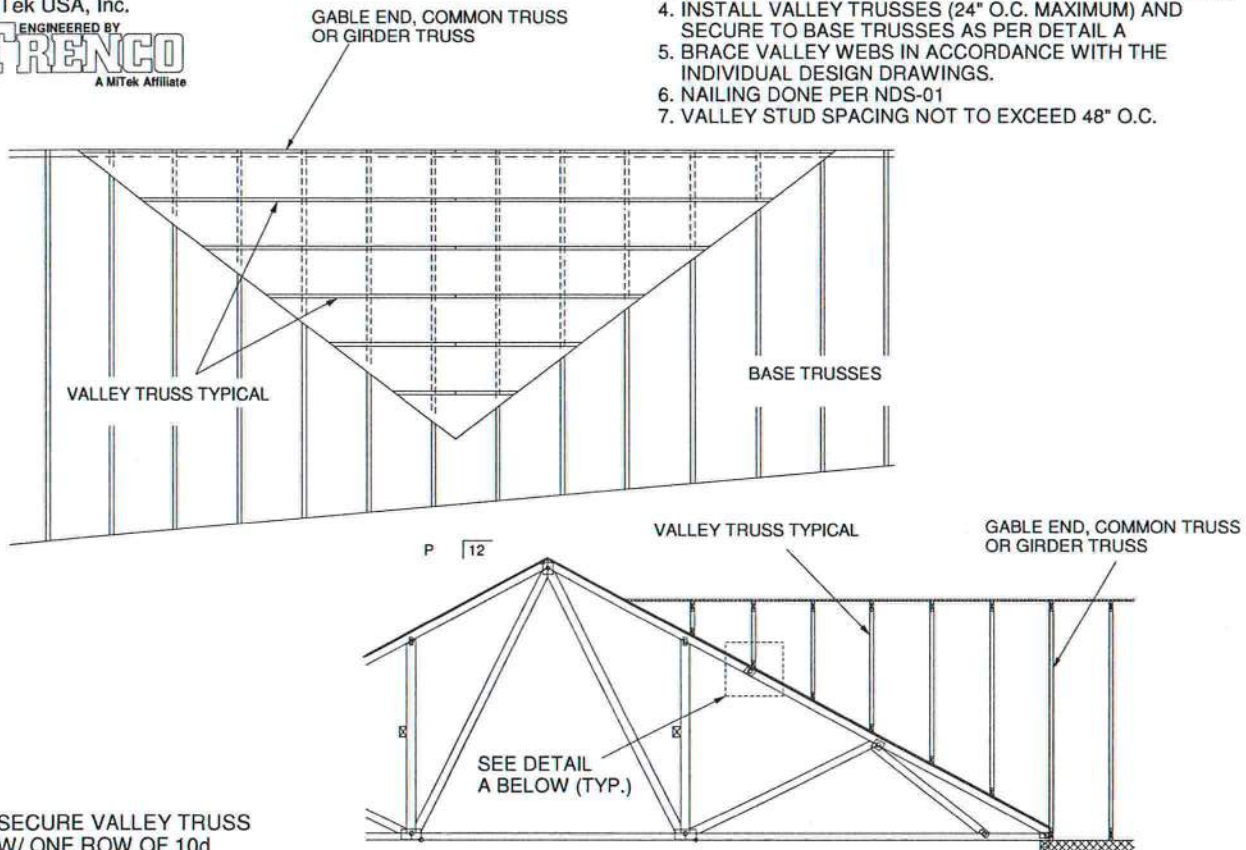 Tek USA, Inc.
ENGINEERED BY
TRENCO
A MiTek Affiliate
GABLE END, COMMON TRUSS
OR GIRDER TRUSS
4. INSTALL VALLEY TRUSSES (24" O.C. MAXIMUM) AND
SECURE TO BASE TRUSSES AS PER DETAIL A
5. BRACE VALLEY WEBS IN ACCORDANCE WITH THE
INDIVIDUAL DESIGN DRAWINGS.
6. NAILING DONE PER NDS-01
7. VALLEY STUD SPACING NOT TO EXCEED 48" O.C.
VALLEY TRUSS TYPICAL
BASE TRUSSES
P 12
VALLEY TRUSS TYPICAL
GABLE END, COMMON TRUSS
OR GIRDER TRUSS
SEE DETAIL
A BELOW (TYP.)
SECURE VALLEY TRUSS
W/ ONE ROW OF 10d